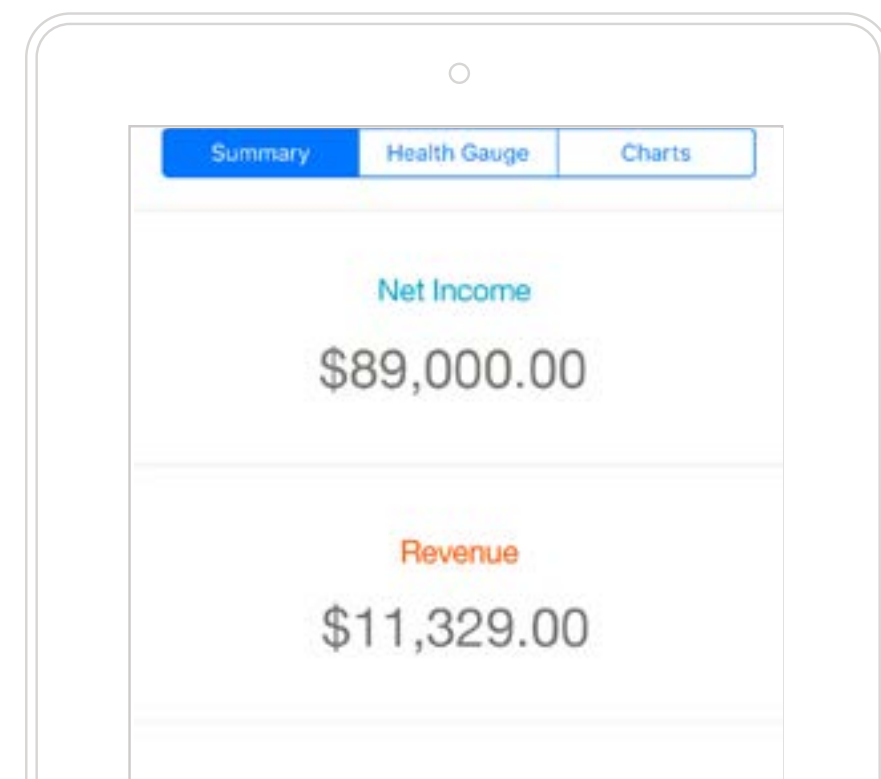 Summary Health Gauge Charts
Net Income
$89,000.00
Revenue
$11,329.00